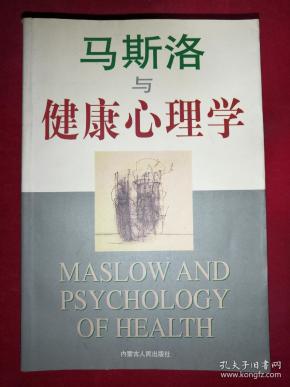 马斯洛
与
健康心理学
MASLOW AND
PSYCHOLOGY
OF HEALTH
内蒙古人民出版社
孔夫子旧书网